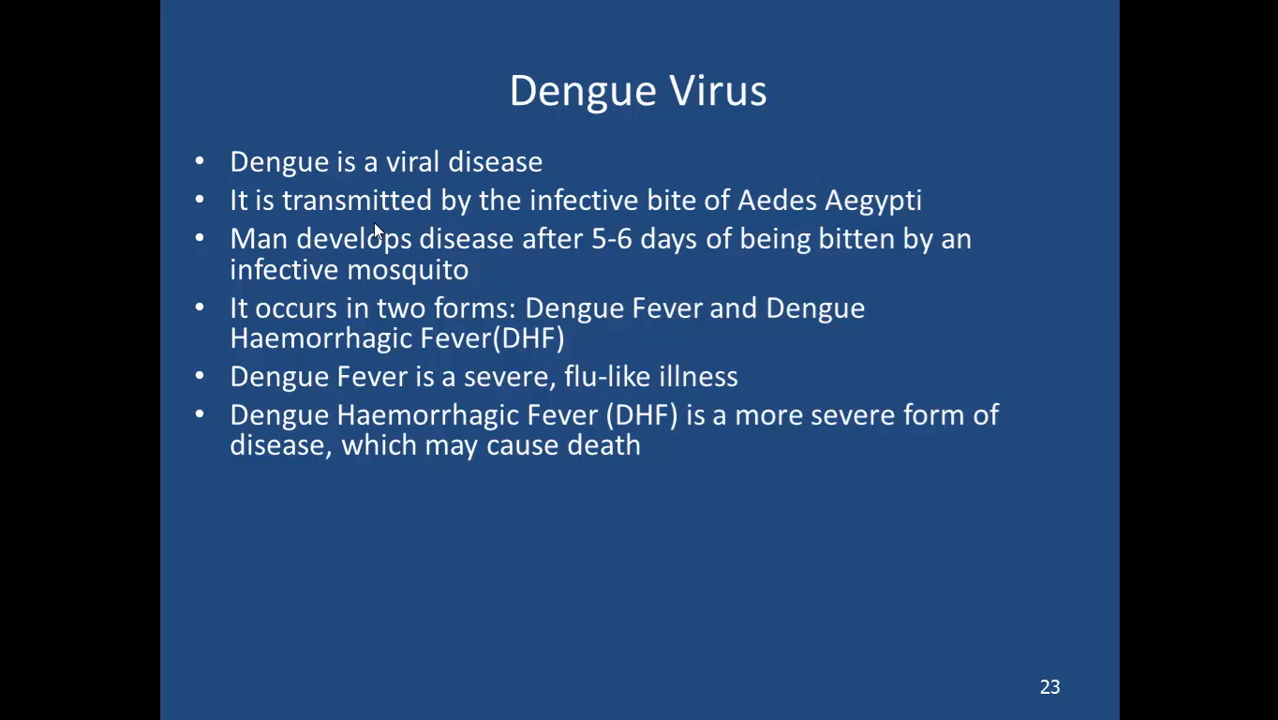 Dengue Virus
• Dengue is a viral disease
• It is transmitted by the infective bite of Aedes Aegypti
• Man develops disease after 5-6 days of being bitten by an
infective mosquito
• It occurs in two forms: Dengue Fever and Dengue
Haemorrhagic Fever(DHF)
• Dengue Fever is a severe, flu-like illness
• Dengue Haemorrhagic Fever (DHF) is a more severe form of
disease, which may cause death
23